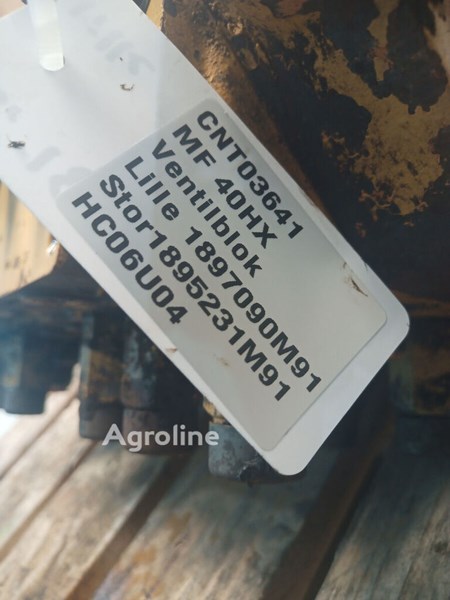 CNT03641
MF 40HX
Ventilblok
Lille 1897090M91
Stor1895231M91
HC06U04
Agroline